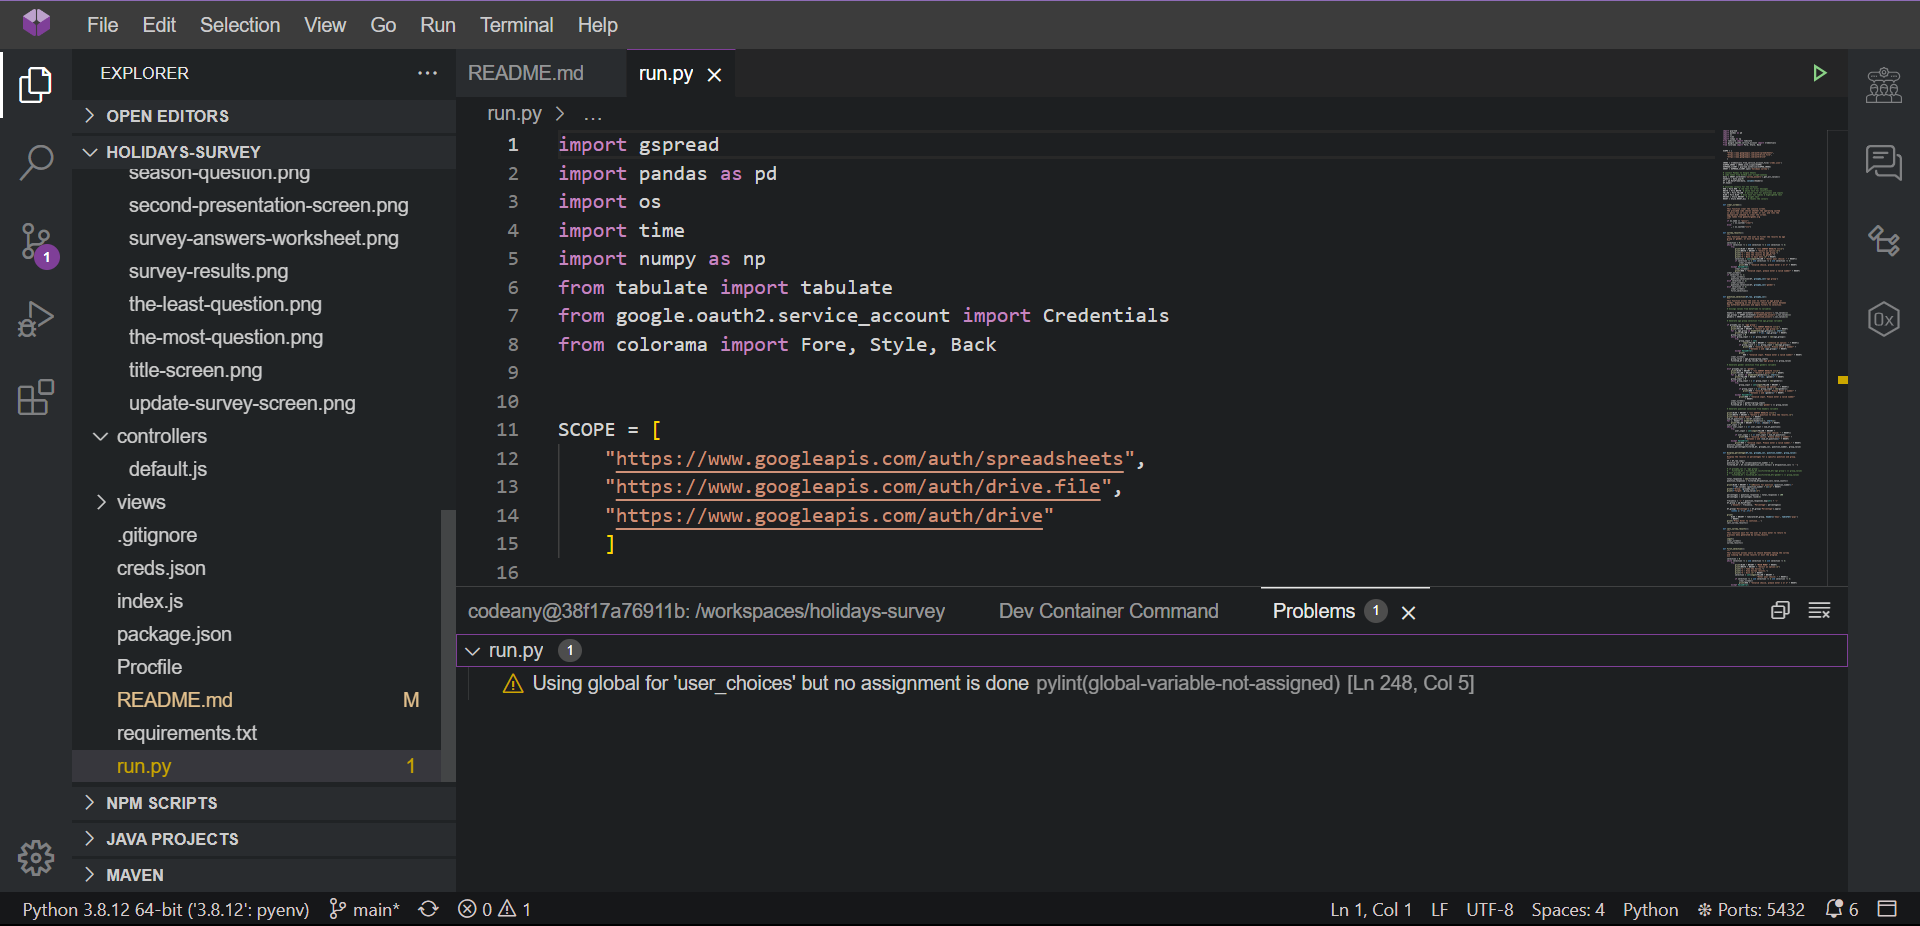 File Edit Selection View Go Run Terminal Help
EXPLORER ...
OPEN EDITORS
HOLIDAYS-SURVEY
season-question.png
second-presentation-screen.png
survey-answers-worksheet.png
survey-results.png
the-least-question.png
the-most-question.png
title-screen.png
update-survey-screen.png
controllers
default.js
views
.gitignore
creds.json
index.js
package.json
Procfile
README.md M
requirements.txt
run.py 1
NPM SCRIPTS
JAVA PROJECTS
MAVEN
1
README.md run.py
run.py > ...
1 import gspread
2 import pandas as pd
3 import os
4 import time
5 import numpy as np
6 from tabulate import tabulate
7 from google.oauth2.service_account import Credentials
8 from colorama import Fore, Style, Back
9
10
11 SCOPE = [
12 "https://www.googleapis.com/auth/spreadsheets",
13 "https://www.googleapis.com/auth/drive.file",
14 "https://www.googleapis.com/auth/drive"
15 ]
16
codeany@38f17a76911b: /workspaces/holidays-survey Dev Container Command Problems 1
run.py 1
Using global for 'user_choices' but no assignment is done pylint(global-variable-not-assigned) [Ln 248, Col 5]
0x
Python 3.8.12 64-bit ('3.8.12': pyenv) main* 0 1 Ln 1, Col 1 LF UTF-8 Spaces: 4 Python Ports: 5432 6